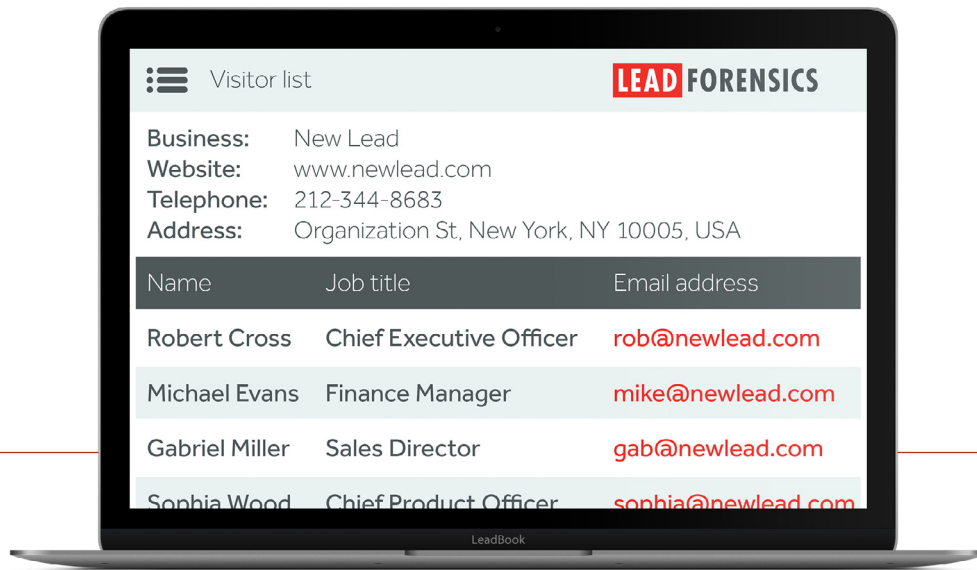 Visitor list LEAD FORENSICS
Business: New Lead
Website: www.newlead.com
Telephone: 212-344-8683
Address: Organization St, New York, NY 10005, USA
Name Job title Email address
Robert Cross Chief Executive Officer rob@newlead.com
Michael Evans Finance Manager mike@newlead.com
Gabriel Miller Sales Director gab@newlead.com
Sophia Wood Chief Product Officer sophia@newlead.com
LeadBook